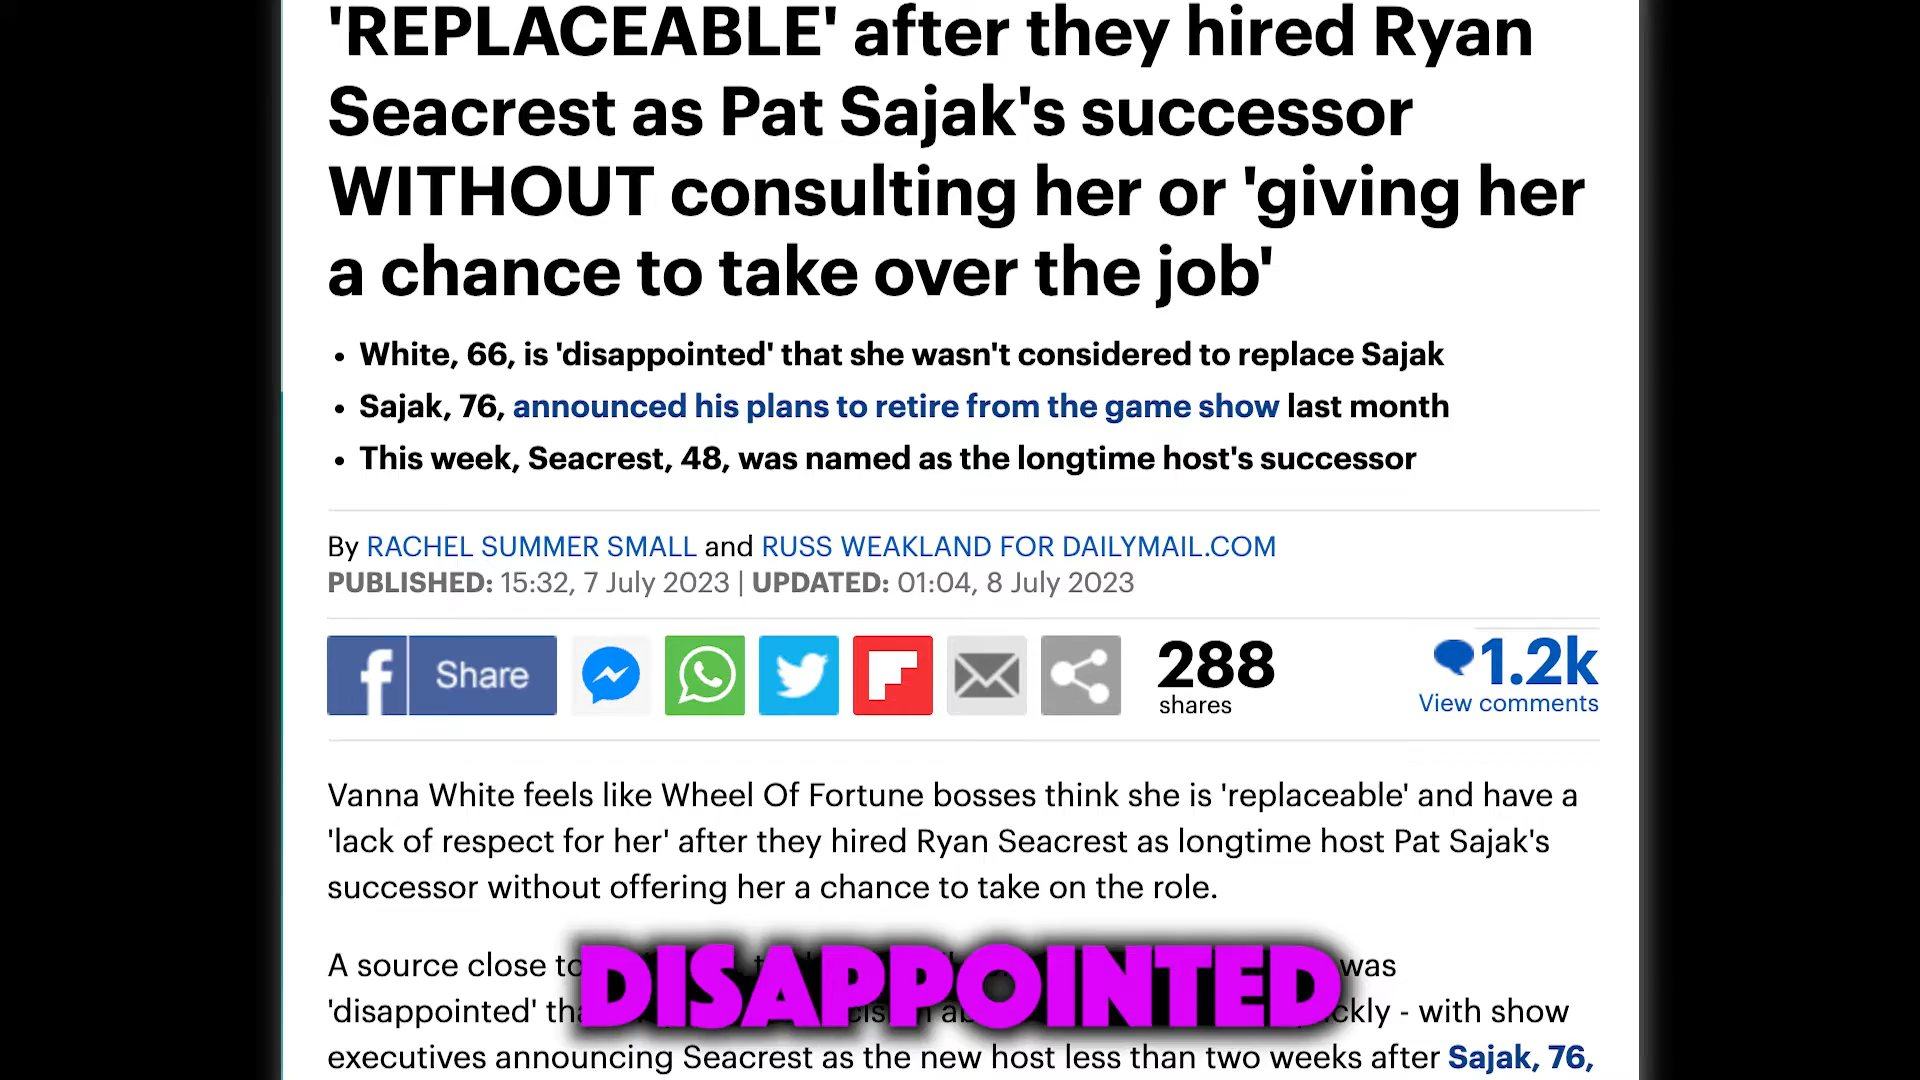 'REPLACEABLE' after they hired Ryan
Seacrest as Pat Sajak's successor
WITHOUT consulting her or 'giving her
a chance to take over the job'
• White, 66, is 'disappointed' that she wasn't considered to replace Sajak
• Sajak, 76, announced his plans to retire from the game show last month
• This week, Seacrest, 48, was named as the longtime host's successor
By RACHEL SUMMER SMALL and RUSS WEAKLAND FOR DAILYMAIL.COM
PUBLISHED: 15:32, 7 July 2023 | UPDATED: 01:04, 8 July 2023
f Share
288
shares
1.2k
View comments
Vanna White feels like Wheel Of Fortune bosses think she is 'replaceable' and have a
'lack of respect for her' after they hired Ryan Seacrest as longtime host Pat Sajak's
successor without offering her a chance to take on the role.
A source close was
DISAPPOINTED
'disappointed' - with show
executives announcing Seacrest as the new host less than two weeks after Sajak, 76,